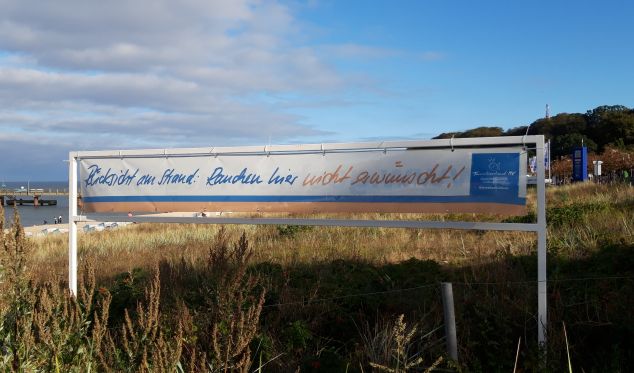 Rücksicht am Strand: Rauchen hier nicht erwünscht!